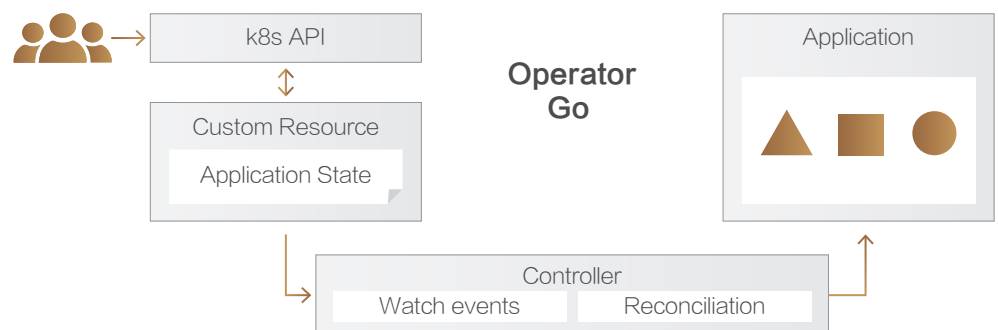 k8s API
Operator
Go
Application
Custom Resource
Application State
Controller
Watch events
Reconciliation